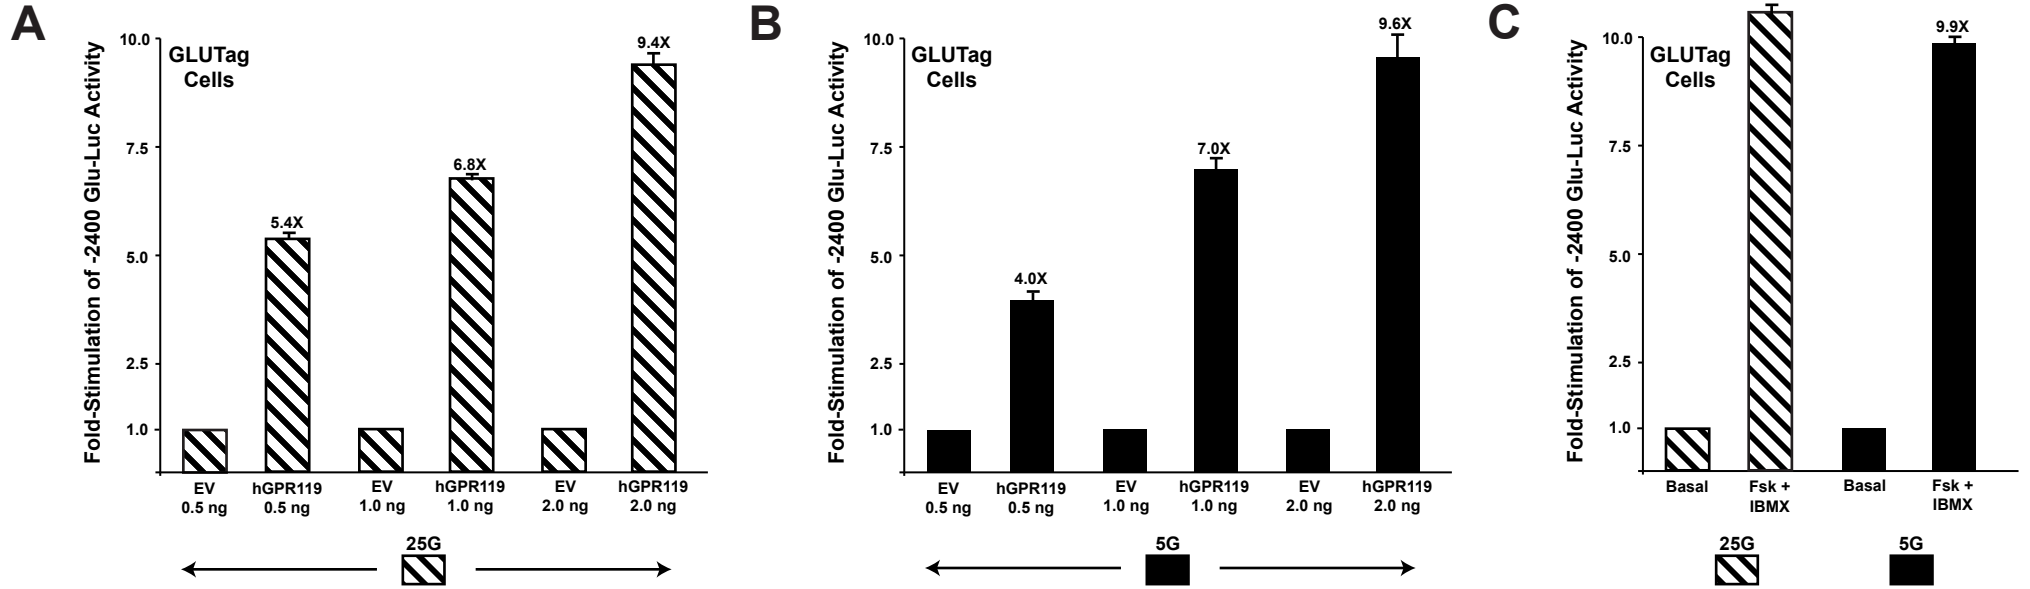 A
GLUTag
Cells
Fold-Stimulation of -2400 Glu-Luc Activity
10.0
7.5
5.0
2.5
1.0
5.4X
6.8X
9.4X
EV
0.5 ng
hGPR119
0.5 ng
EV
1.0 ng
hGPR119
1.0 ng
EV
2.0 ng
hGPR119
2.0 ng
25G
B
GLUTag
Cells
Fold-Stimulation of -2400 Glu-Luc Activity
10.0
7.5
5.0
2.5
1.0
4.0X
7.0X
9.6X
EV
0.5 ng
hGPR119
0.5 ng
EV
1.0 ng
hGPR119
1.0 ng
EV
2.0 ng
hGPR119
2.0 ng
5G
C
GLUTag
Cells
Fold-Stimulation of -2400 Glu-Luc Activity
10.0
7.5
5.0
2.5
1.0
9.9X
Basal
Fsk +
IBMX
Basal
Fsk +
IBMX
25G
5G